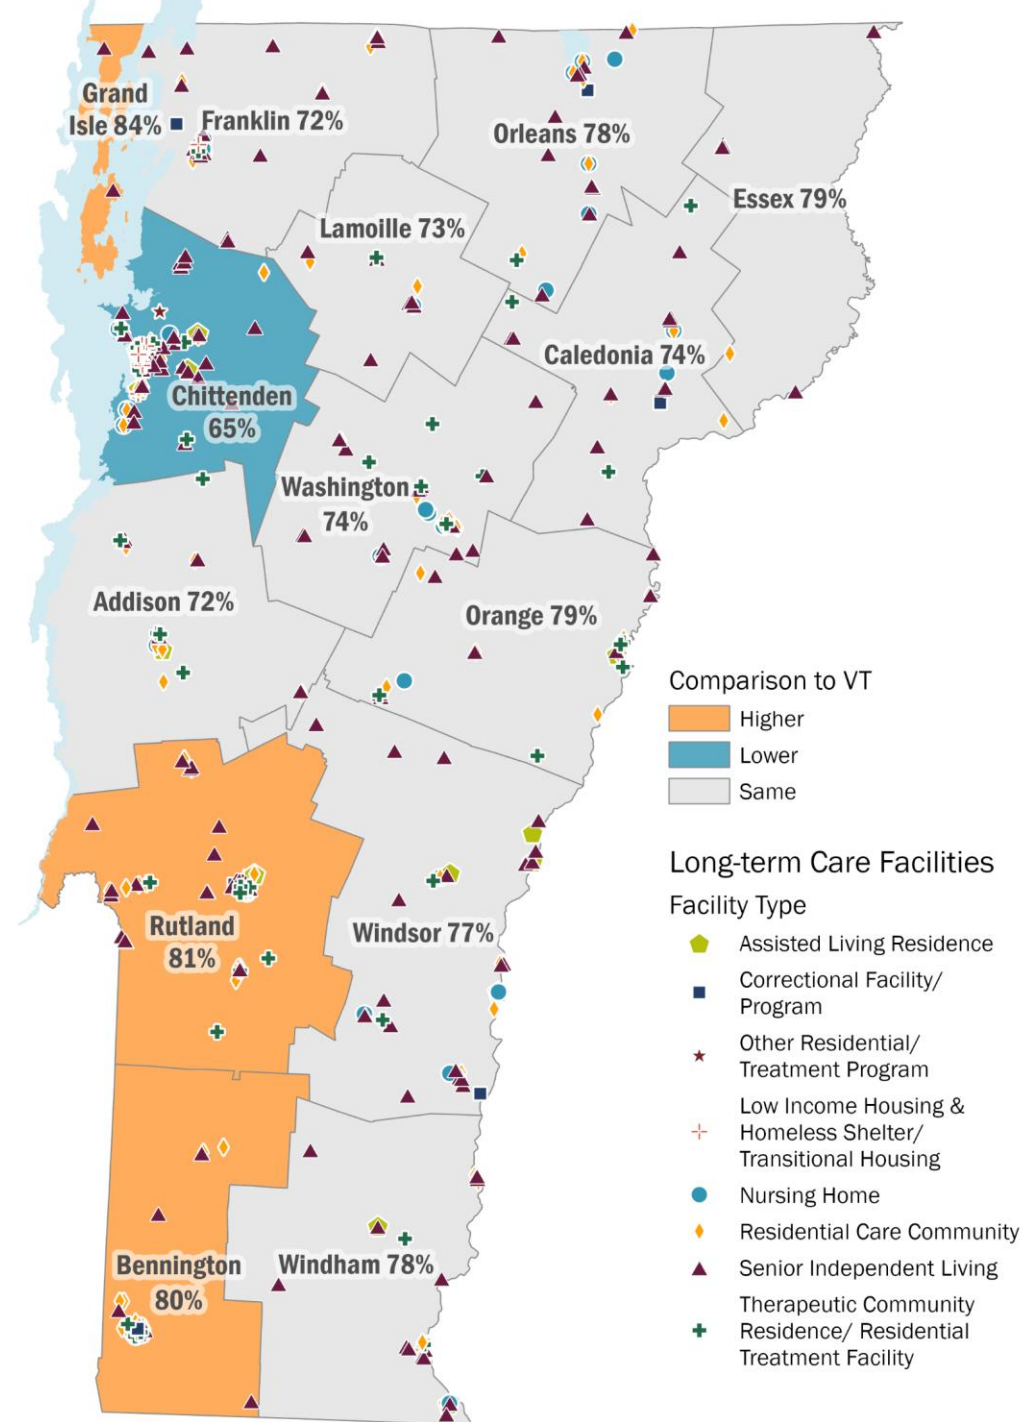 Grand
Isle 84%
Franklin 72%
Orleans 78%
Essex 79%
Lamoille 73%
Caledonia 74%
Chittenden
65%
Washington
74%
Addison 72%
Orange 79%
Rutland
81%
Windsor 77%
Bennington
80%
Windham 78%
Comparison to VT
Higher
Lower
Same
Long-term Care Facilities
Facility Type
Assisted Living Residence
Correctional Facility/
Program
Other Residential/
Treatment Program
Low Income Housing &
Homeless Shelter/
Transitional Housing
Nursing Home
Residential Care Community
Senior Independent Living
Therapeutic Community
Residence/ Residential
Treatment Facility